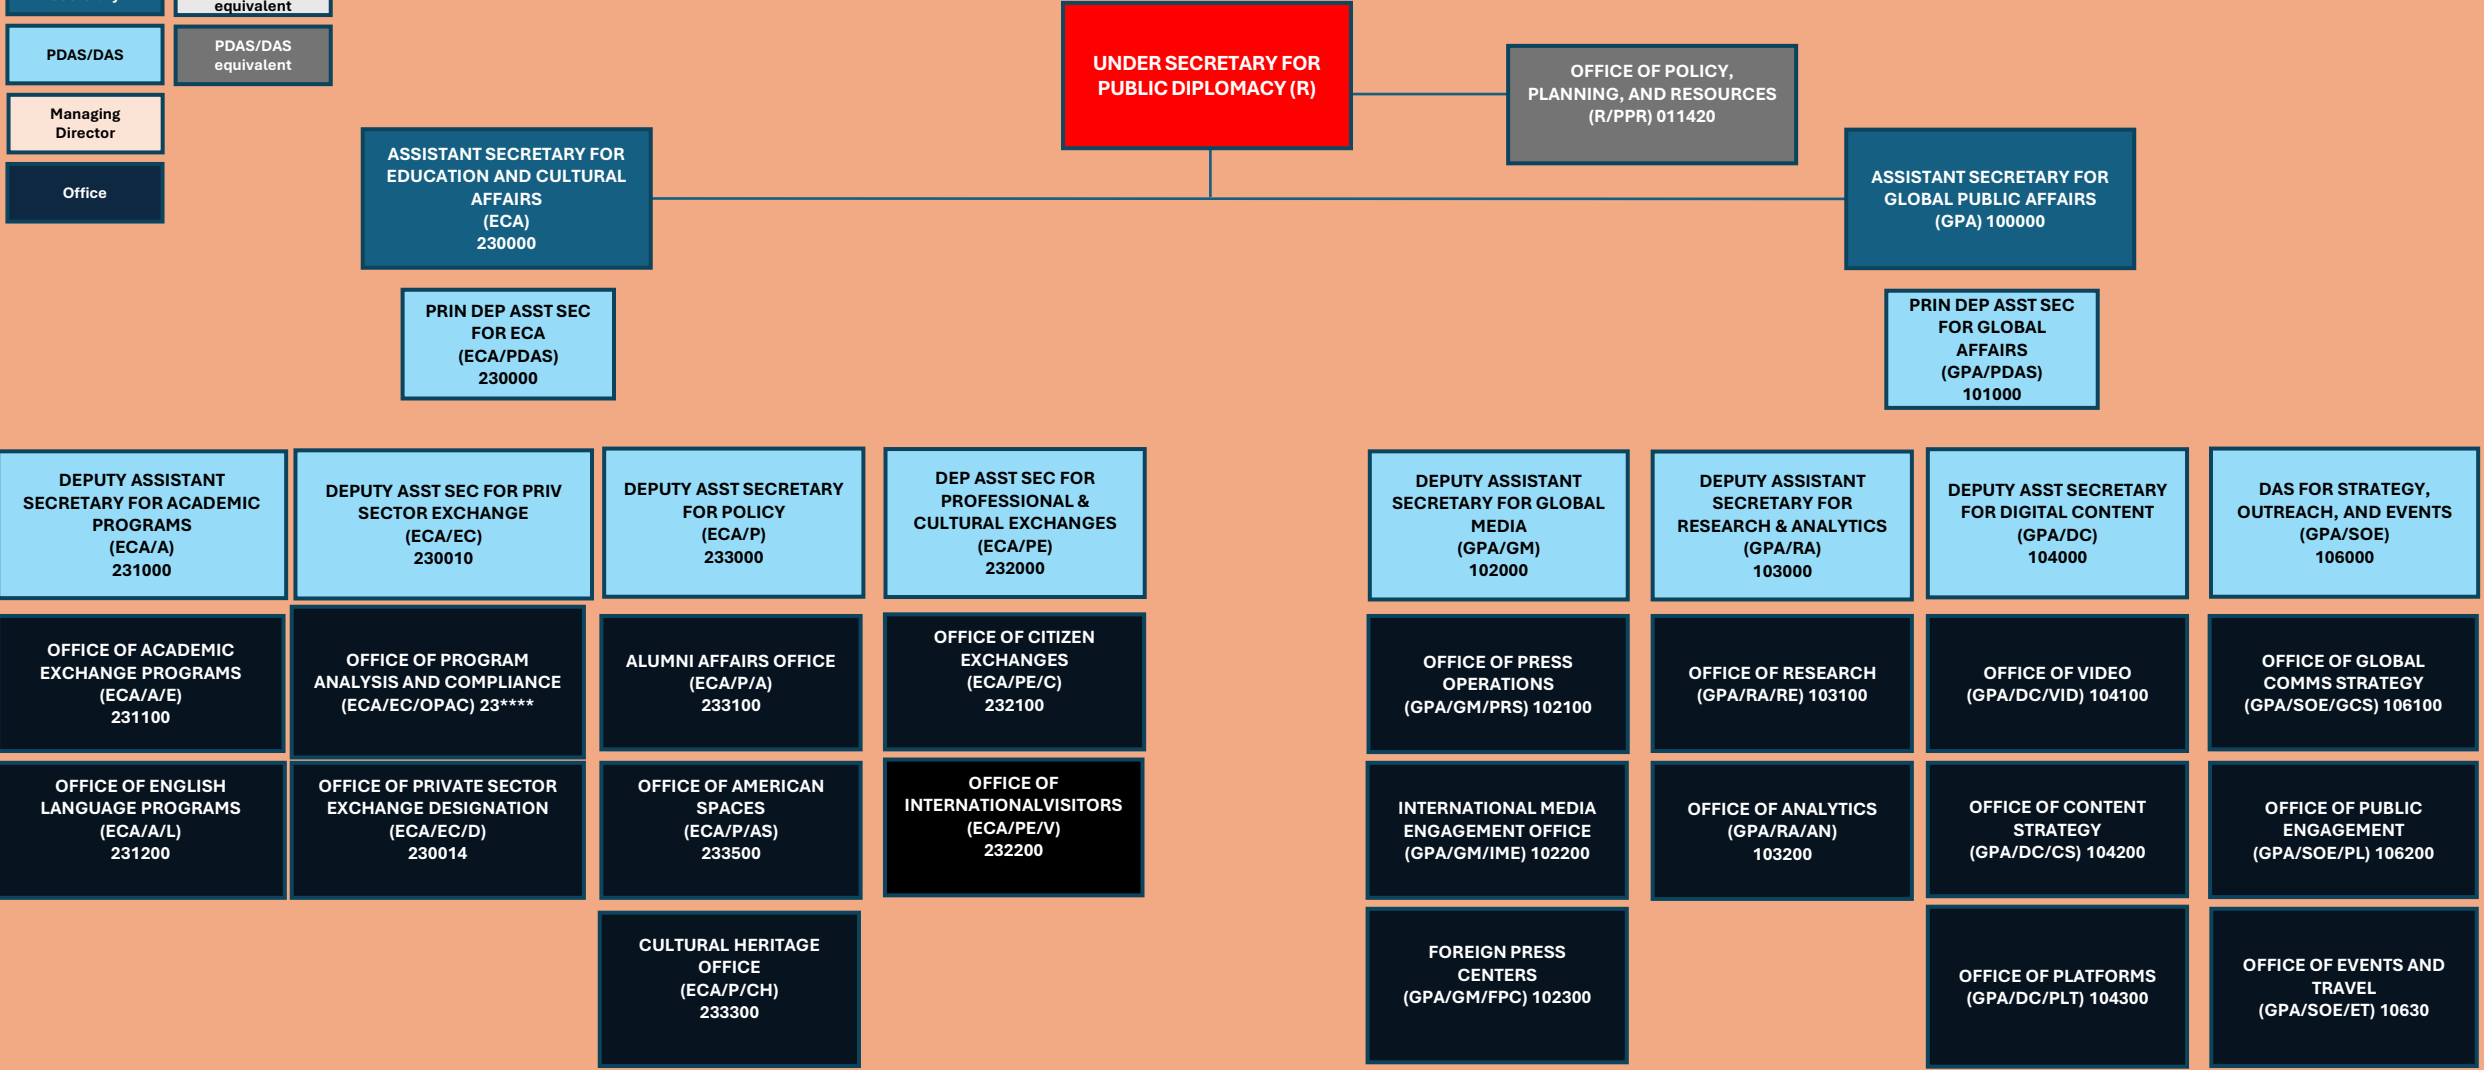 equivalent
PDAS/DAS
PDAS/DAS
equivalent
Managing
Director
Office
UNDER SECRETARY FOR
PUBLIC DIPLOMACY (R)
OFFICE OF POLICY,
PLANNING, AND RESOURCES
(R/PPR) 011420
ASSISTANT SECRETARY FOR
EDUCATION AND CULTURAL
AFFAIRS
(ECA)
230000
ASSISTANT SECRETARY FOR
GLOBAL PUBLIC AFFAIRS
(GPA) 100000
PRIN DEP ASST SEC
FOR ECA
(ECA/PDAS)
230000
PRIN DEP ASST SEC
FOR GLOBAL
AFFAIRS
(GPA/PDAS)
101000
DEPUTY ASSISTANT
SECRETARY FOR ACADEMIC
PROGRAMS
(ECA/A)
231000
DEPUTY ASST SEC FOR PRIV
SECTOR EXCHANGE
(ECA/EC)
230010
DEPUTY ASST SECRETARY
FOR POLICY
(ECA/P)
233000
DEP ASST SEC FOR
PROFESSIONAL &
CULTURAL EXCHANGES
(ECA/PE)
232000
DEPUTY ASSISTANT
SECRETARY FOR GLOBAL
MEDIA
(GPA/GM)
102000
DEPUTY ASSISTANT
SECRETARY FOR
RESEARCH & ANALYTICS
(GPA/RA)
103000
DEPUTY ASST SECRETARY
FOR DIGITAL CONTENT
(GPA/DC)
104000
DAS FOR STRATEGY,
OUTREACH, AND EVENTS
(GPA/SOE)
106000
OFFICE OF ACADEMIC
EXCHANGE PROGRAMS
(ECA/A/E)
231100
OFFICE OF PROGRAM
ANALYSIS AND COMPLIANCE
(ECA/EC/OPAC) 23****
ALUMNI AFFAIRS OFFICE
(ECA/P/A)
233100
OFFICE OF CITIZEN
EXCHANGES
(ECA/PE/C)
232100
OFFICE OF PRESS
OPERATIONS
(GPA/GM/PRS) 102100
OFFICE OF RESEARCH
(GPA/RA/RE) 103100
OFFICE OF VIDEO
(GPA/DC/VID) 104100
OFFICE OF GLOBAL
COMMS STRATEGY
(GPA/SOE/GCS) 106100
OFFICE OF ENGLISH
LANGUAGE PROGRAMS
(ECA/A/L)
231200
OFFICE OF PRIVATE SECTOR
EXCHANGE DESIGNATION
(ECA/EC/D)
230014
OFFICE OF AMERICAN
SPACES
(ECA/P/AS)
233500
OFFICE OF
INTERNATIONALVISITORS
(ECA/PE/V)
232200
INTERNATIONAL MEDIA
ENGAGEMENT OFFICE
(GPA/GM/IME) 102200
OFFICE OF ANALYTICS
(GPA/RA/AN)
103200
OFFICE OF CONTENT
STRATEGY
(GPA/DC/CS) 104200
OFFICE OF PUBLIC
ENGAGEMENT
(GPA/SOE/PL) 106200
CULTURAL HERITAGE
OFFICE
(ECA/P/CH)
233300
FOREIGN PRESS
CENTERS
(GPA/GM/FPC) 102300
OFFICE OF PLATFORMS
(GPA/DC/PLT) 104300
OFFICE OF EVENTS AND
TRAVEL
(GPA/SOE/ET) 10630